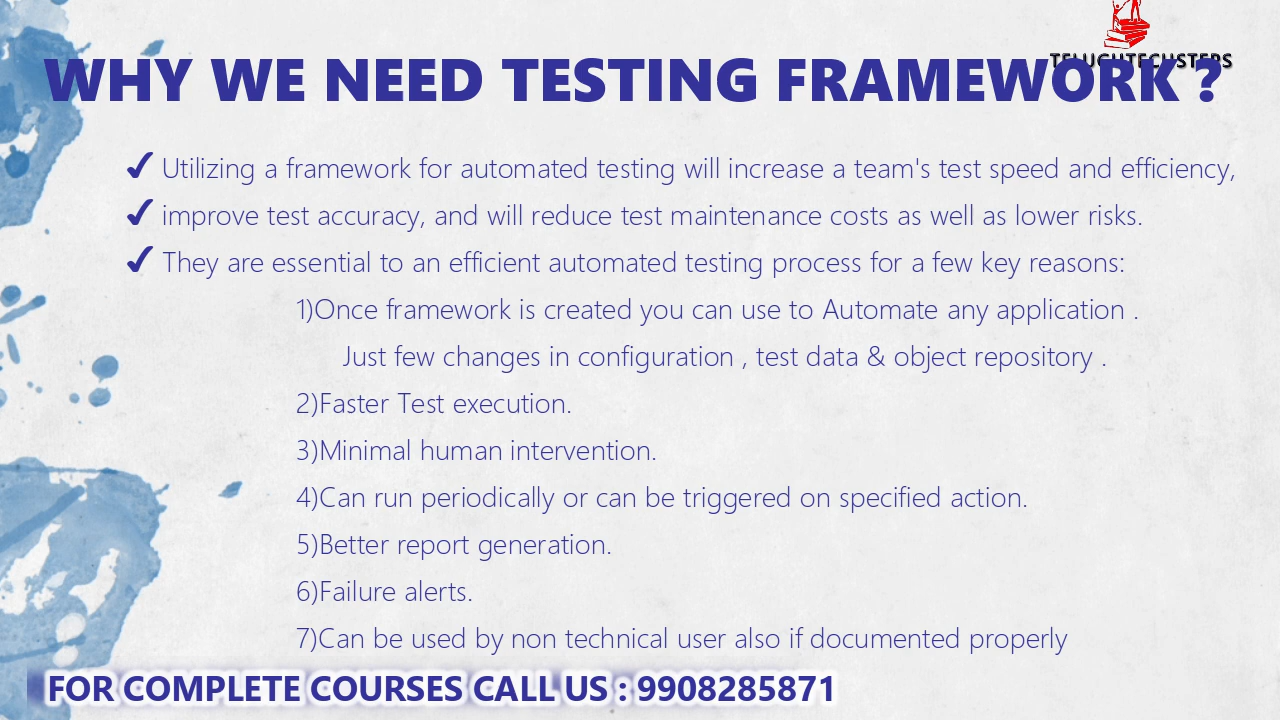 TELUGUTECHSTEPS
WHY WE NEED TESTING FRAMEWORK ?
✔ Utilizing a framework for automated testing will increase a team's test speed and efficiency,
✔ improve test accuracy, and will reduce test maintenance costs as well as lower risks.
✔ They are essential to an efficient automated testing process for a few key reasons:
1)Once framework is created you can use to Automate any application .
Just few changes in configuration , test data & object repository .
2)Faster Test execution.
3)Minimal human intervention.
4)Can run periodically or can be triggered on specified action.
5)Better report generation.
6)Failure alerts.
7)Can be used by non technical user also if documented properly
FOR COMPLETE COURSES CALL US : 9908285871